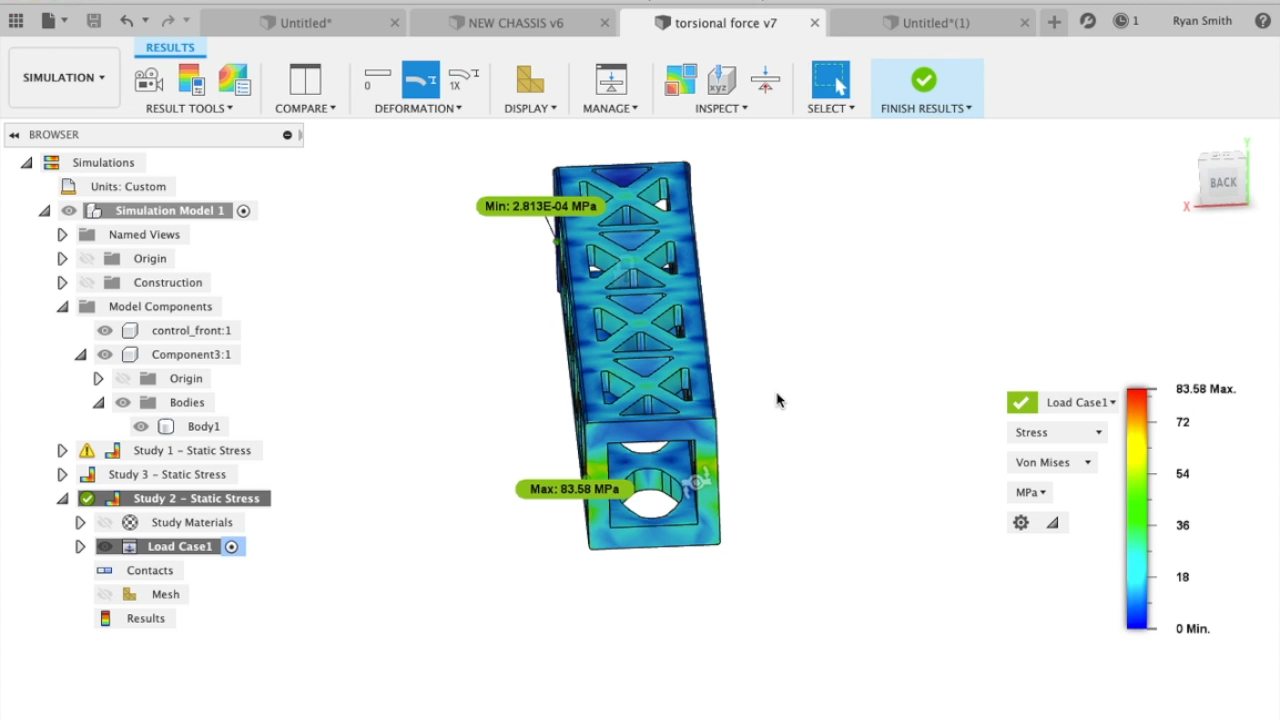 Untitled*
NEW CHASSIS v6
torsional force v7
Untitled*(1)
1
Ryan Smith
RESULTS
SIMULATION
RESULT TOOLS
COMPARE
0
1X
DEFORMATION
DISPLAY
MANAGE
xyz
INSPECT
SELECT
FINISH RESULTS
BROWSER
Simulations
Units: Custom
Simulation Model 1
Named Views
Origin
Construction
Model Components
control_front:1
Component3:1
Origin
Bodies
Body1
Study 1 - Static Stress
Study 3 - Static Stress
Study 2 - Static Stress
Study Materials
Load Case1
Contacts
Mesh
Results
Min: 2.813E-04 MPa
Max: 83.58 MPa
Y
BACK
X
Load Case1
Stress
Von Mises
MPa
83.58 Max.
72
54
36
18
0 Min.